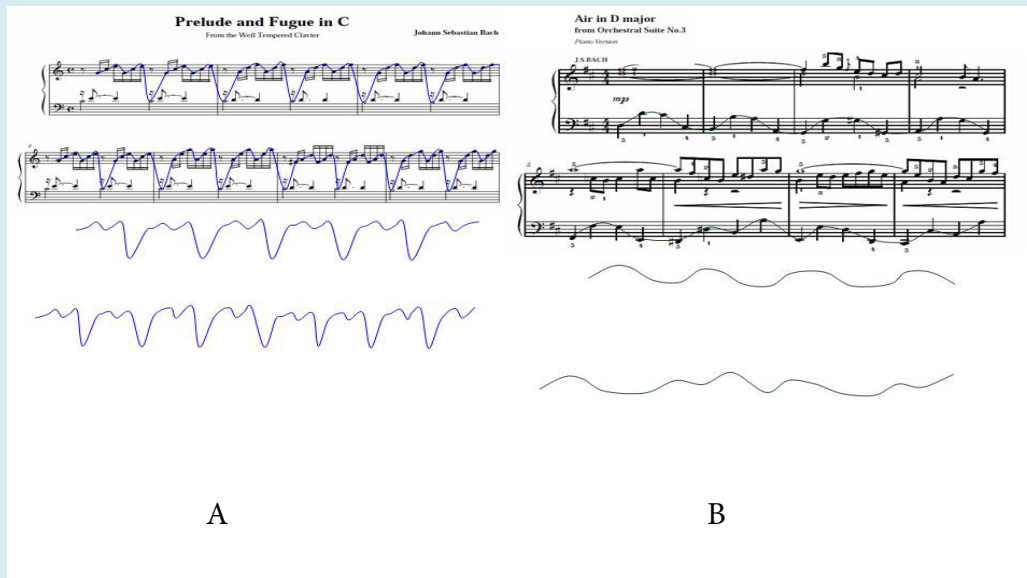 Prelude and Fugue in C
From the Well Tempered Clavier
Johann Sebastian Bach
Air in D major
from Orchestral Suite No.3
Piano Version
J.S.BACH
mp
A
B